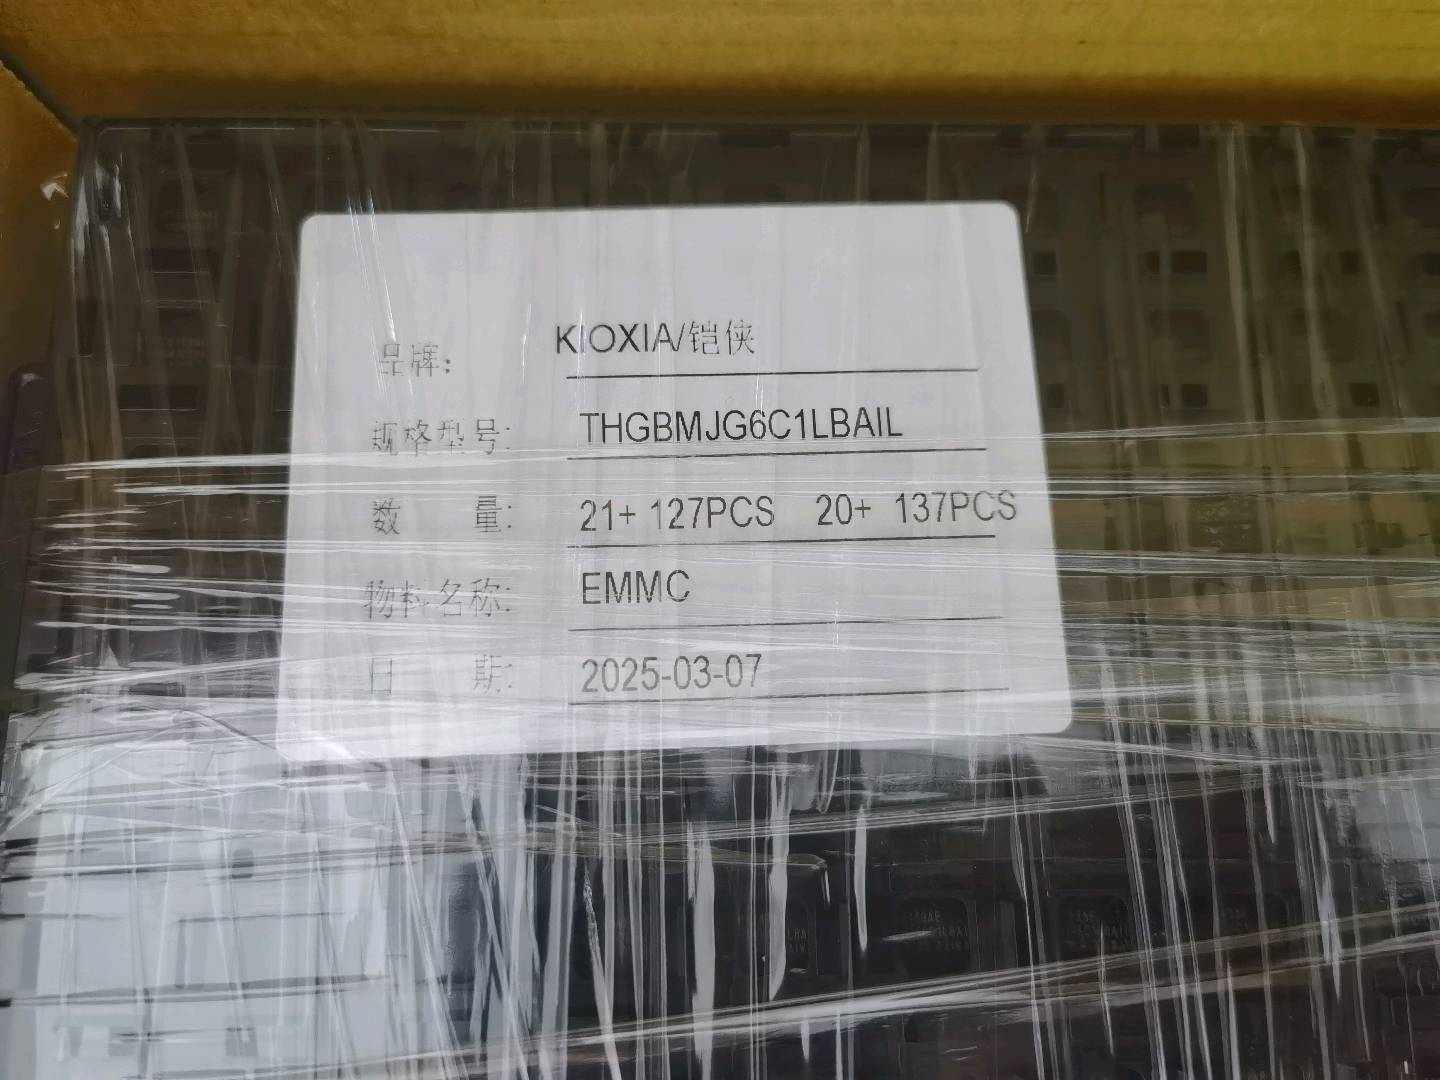 品牌: KIOXIA/铠侠
规格型号: THGBMJG6C1LBAIL
数 量: 21+ 127PCS 20+ 137PCS
物料名称: EMMC
日 期: 2025-03-07